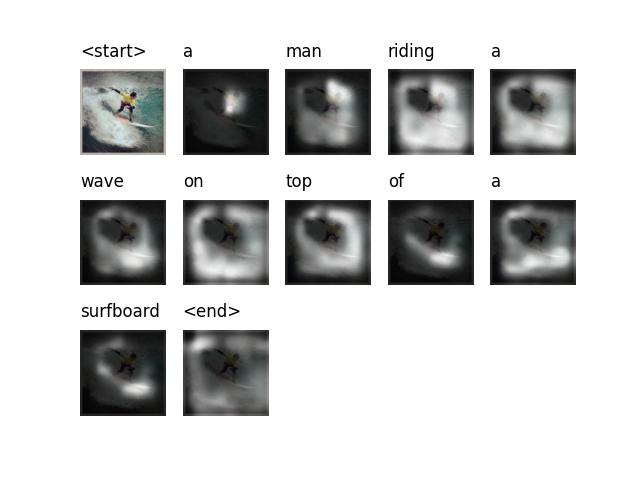 <start> a man riding a
wave on top of a
surfboard <end>